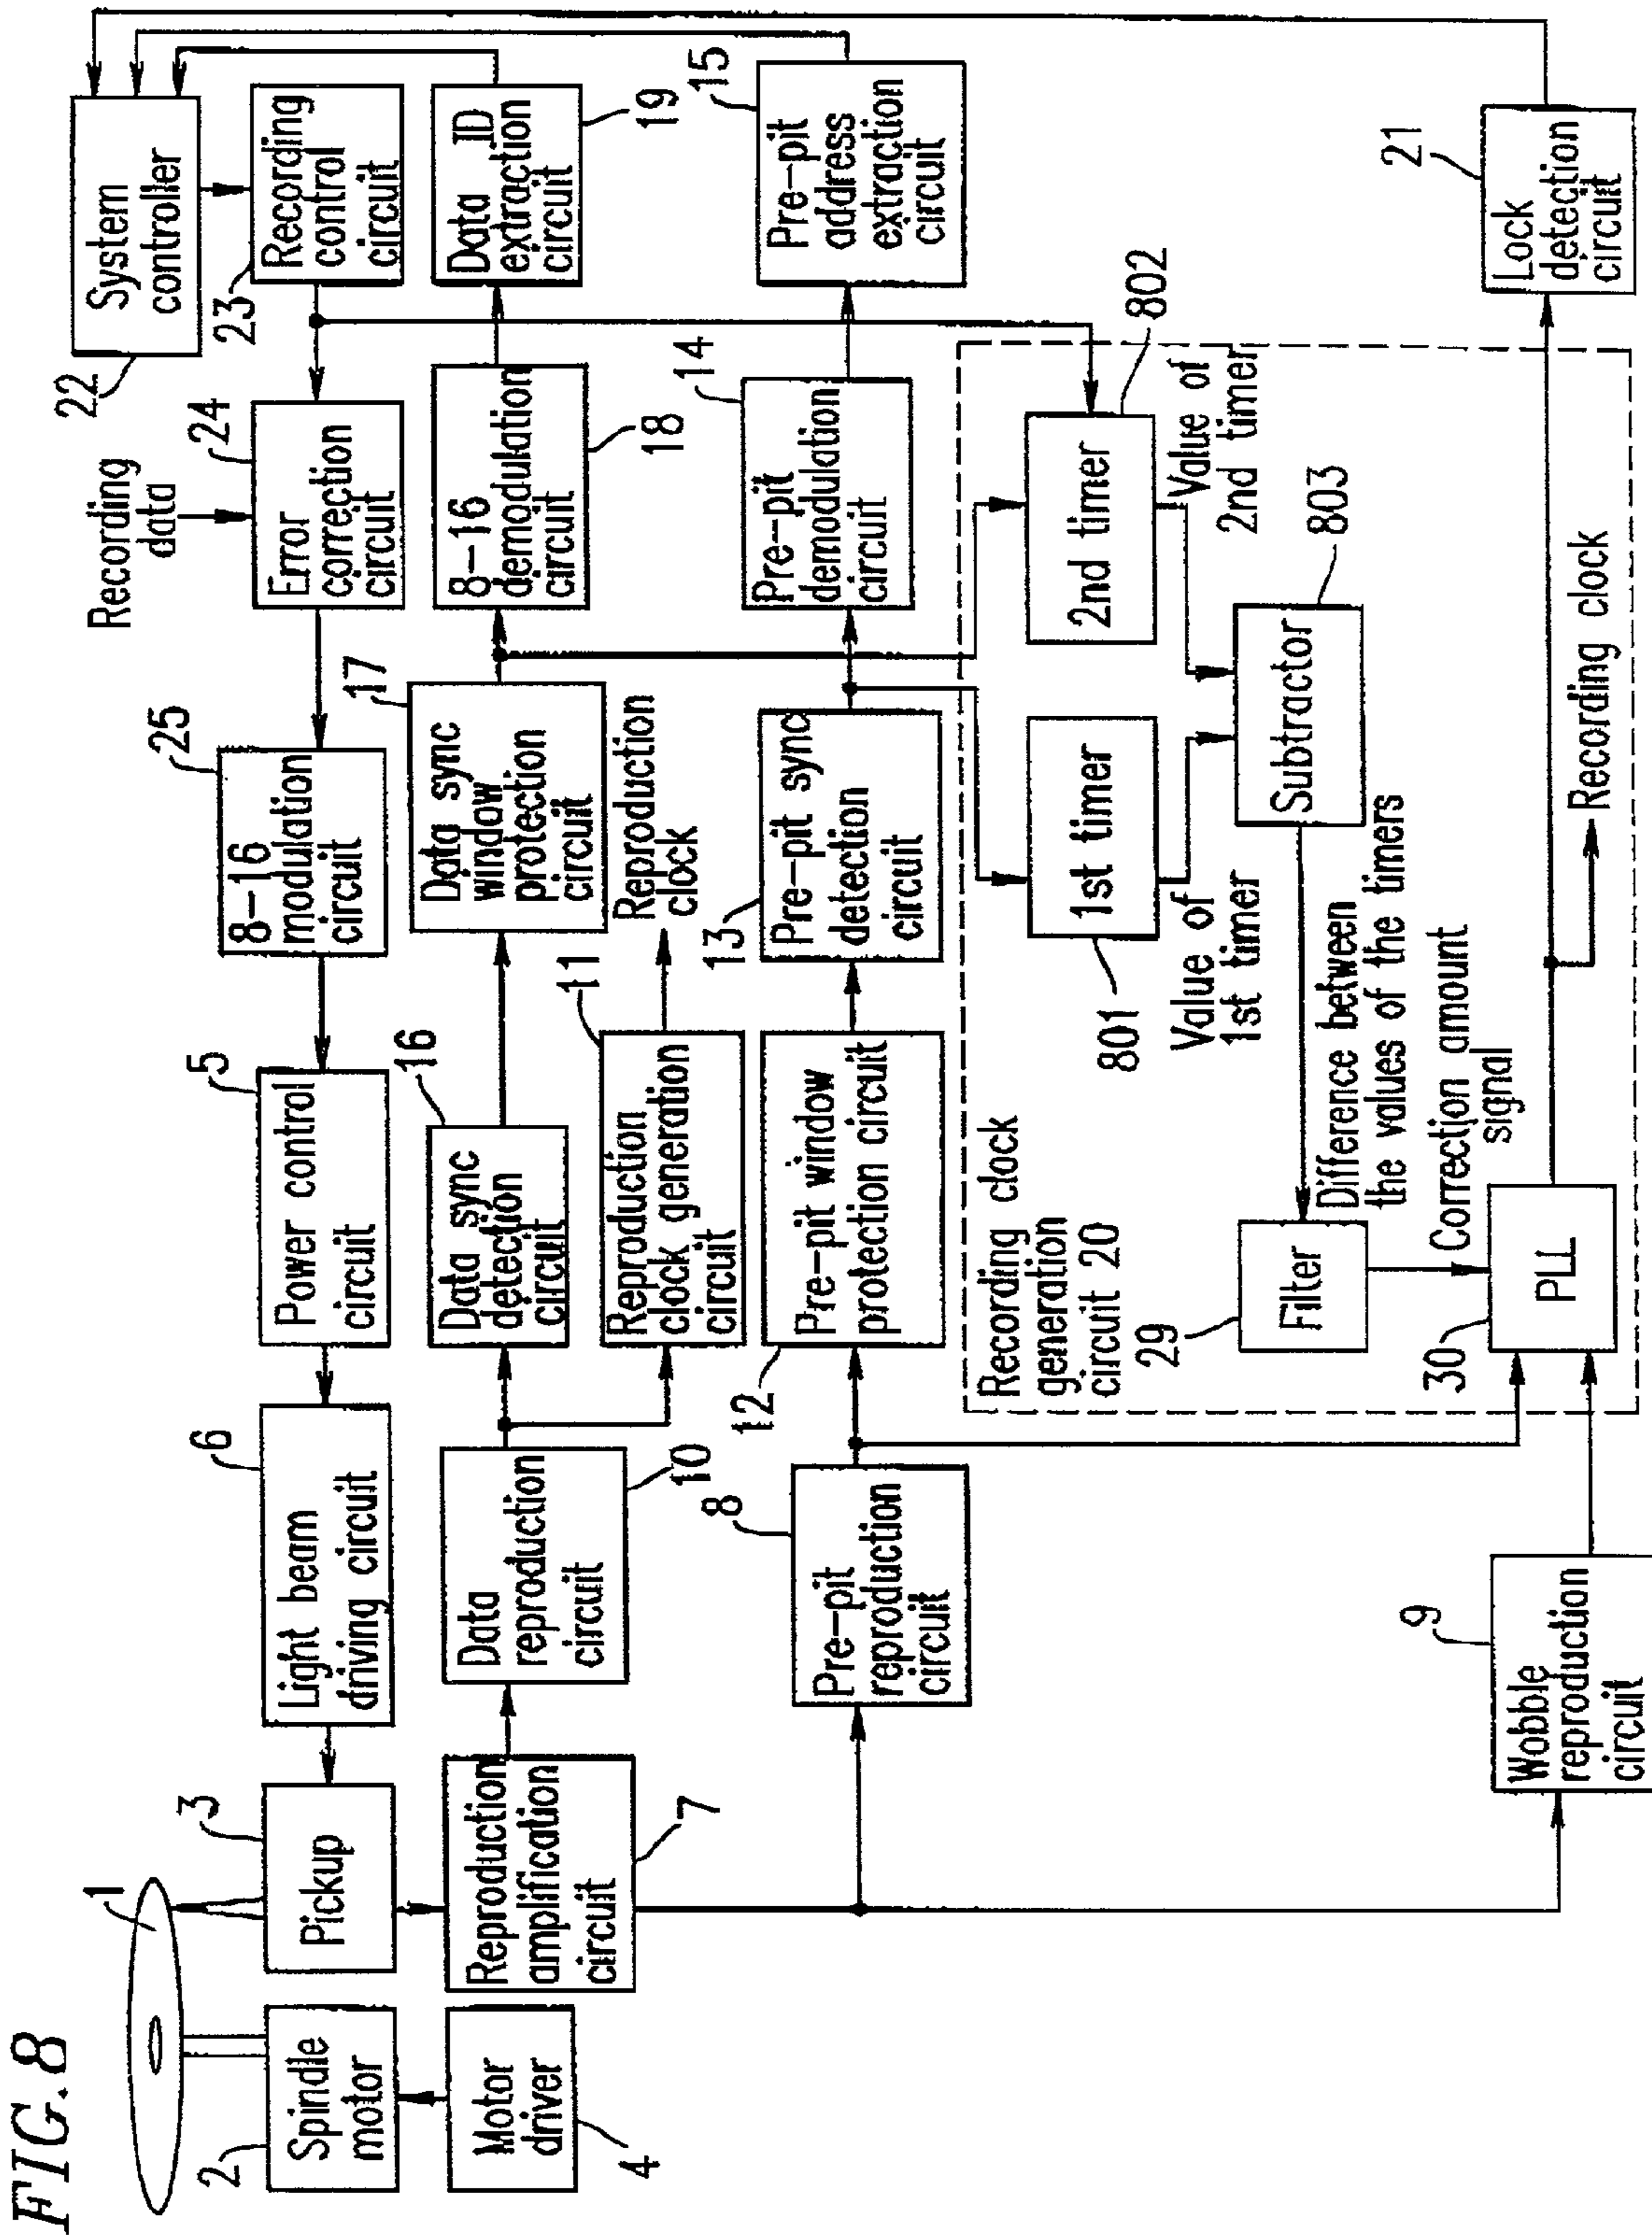 FIG.8
1
2
Spindle
motor
Motor
driver
4
3
Pickup
Reproduction
amplification
circuit
7
6
Light beam
driving circuit
5
Power control
circuit
25
8-16
modulation
circuit
Recording
data
24
Error
correction
circuit
22
System
controller
23
Recording
control
circuit
Data
reproduction
circuit
10
16
Data sync
detection
circuit
17
Data sync
window
protection
circuit
8-16
demodulation
circuit
18
Data ID
extraction
circuit
19
11
Reproduction
clock generation
circuit
Reproduction
clock
8
Pre-pit
reproduction
circuit
12
Pre-pit window
protection circuit
13
Pre-pit sync
detection
circuit
14
Pre-pit
demodulation
circuit
15
Pre-pit
address
extraction
circuit
Recording clock
generation
circuit 20
801
1st timer
Value of
1st timer
802
2nd timer
Value of
2nd timer
803
Subtractor
Difference between
the values of the timers
29
Filter
Correction amount
signal
30
PLL
Recording clock
9
Wobble
reproduction
circuit
21
Lock
detection
circuit